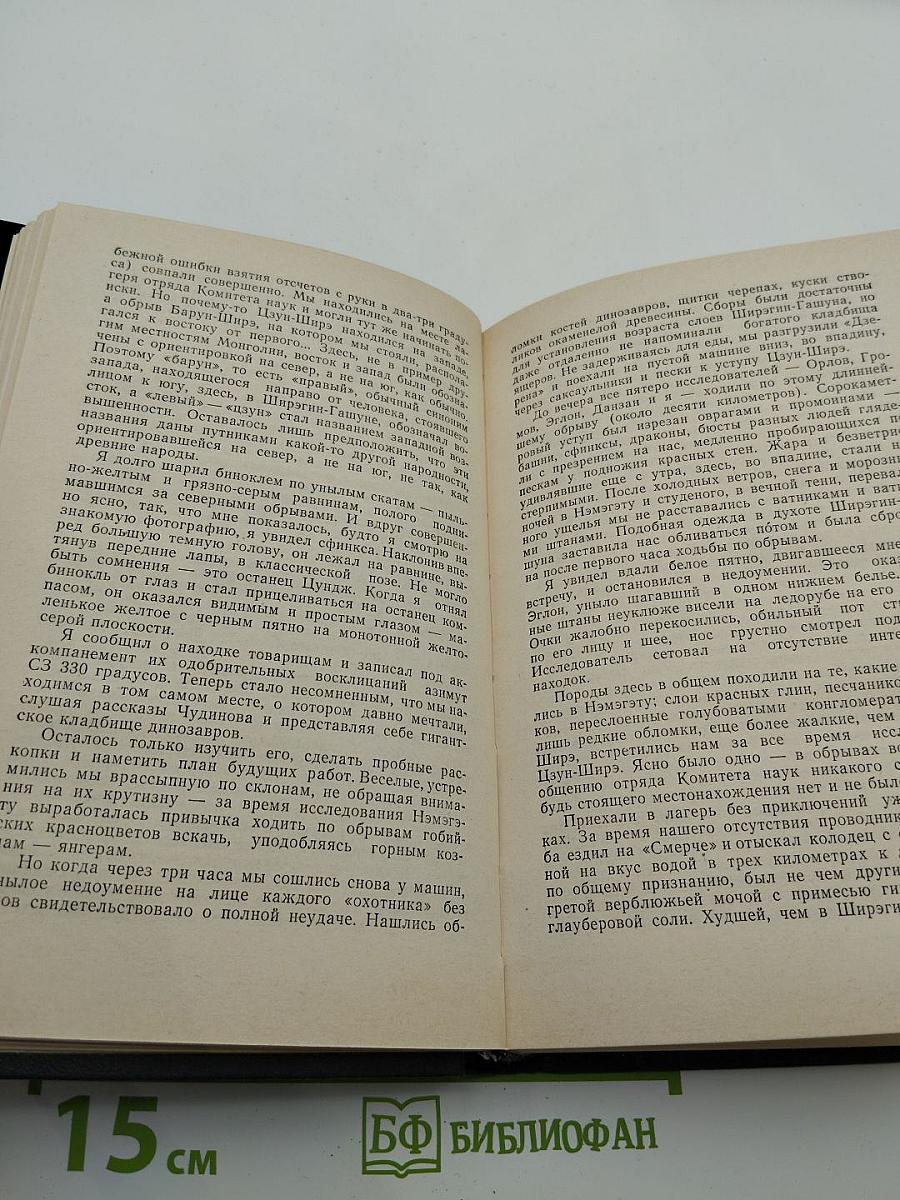 бежной ошибки взятия отсчетов с руки в два-три граду-
са) совпали совершенно. Мы находились на месте ла-
геря отряда Комитета наук и могли тут же начинать по-
иски. Но почему-то Цзун-Ширэ находился на западе,
а обрыв Барун-Ширэ, на котором мы стояли, распола-
гался к востоку от первого... Здесь, не в пример дру-
гим местностям Монголии, восток и запад были обозна-
чены с ориентировкой на север, а не на юг, как обычно.
Поэтому «барун», то есть «правый», обычный синоним
запада, находящегося направо от человека, стоявшего
лицом к югу, здесь, в Ширэгин-Гашуне, обозначал во-
сток, а «левый» — «цзун» стал названием западной воз-
вышенности. Оставалось лишь предположить, что эти
названия даны путниками какой-то другой народности,
ориентировавшейся на север, а не на юг, не так, как
древние народы.
Я долго шарил биноклем по унылым скатам — пыль-
но-желтым и грязно-серым равнинам, полого подни-
мавшимся за северными обрывами. И вдруг совершен-
но ясно, так, что мне показалось, будто я смотрю на
знакомую фотографию, я увидел сфинкса. Наклонив впе-
ред большую темную голову, он лежал на равнине, вы-
тянув передние лапы, в классической позе. Не могло
быть сомнения — это останец Цундж. Когда я отнял
бинокль от глаз и стал прицеливаться на останец ком-
пасом, он оказался видимым и простым глазом — ма-
ленькое желтое с черным пятно на монотонной желто-
серой плоскости.
Я сообщил о находке товарищам и записал под ак-
компанемент их одобрительных восклицаний азимут
СЗ 330 градусов. Теперь стало несомненным, что мы на-
ходимся в том самом месте, о котором давно мечтали,
слушая рассказы Чудинова и представляя себе гигант-
ское кладбище динозавров.
Осталось только изучить его, сделать пробные рас-
копки и наметить план будущих работ. Веселые, устре-
мились мы врассыпную по склонам, не обращая внима-
ния на их крутизну — за время исследования Нэмэгэ-
ту выработалась привычка ходить по обрывам гобий-
ских красноцветов вскачь, уподобляясь горным коз-
лам — янгерам.
Но когда через три часа мы сошлись снова у машин,
унылое недоумение на лице каждого «охотника» без
слов свидетельствовало о полной неудаче. Нашлись об-
ломки костей динозавров, щитки черепах, куски ство-
ликов окаменелой древесины. Сборы были достаточны
для установления возраста слоев Ширэгин-Гашуна, но
даже отдаленно не напоминали богатого кладбища
ящеров. Не задерживаясь для еды, мы разгрузили «Дзе-
рена» и поехали на пустой машине вниз, во впадину,
через саксаульники и пески к уступу Цзун-Ширэ.
До вечера все пятеро исследователей — Орлов, Гро-
мов, Эглон, Данзан и я — ходили по этому длинней-
шему обрыву (около десяти километров). Сорокамет-
ровый уступ был изрезан оврагами и промоинами —
башни, сфинксы, драконы, бюсты разных людей гляде-
ли с презрением на нас, медленно пробирающихся по
пескам у подножия красных стен. Жара и безветрие,
удивлявшие еще с утра, здесь, во впадине, стали не-
стерпимыми. После холодных ветров, снега и морозных
ночей в Нэмэгэту и студеного, в вечной тени, перевал
ного ущелья мы не расставались с ватниками и ват
ми штанами. Подобная одежда в духоте Ширэгин-
шуна заставила нас обливаться потом и была сбро
на после первого часа ходьбы по обрывам.
Я увидел вдали белое пятно, двигавшееся мне
встречу, и остановился в недоумении. Это оказ
Эглон, уныло шагавший в одном нижнем белье.
ные штаны неуклюже висели на ледорубе на его
Очки жалобно перекосились, обильный пот ст
по его лицу и шее, нос грустно смотрел под
Исследователь сетовал на отсутствие инте
находок.
Породы здесь в общем походили на те, какие
лись в Нэмэгэту; слои красных глин, песчанико
ков, переслоенные голубоватыми конгломерат
лишь редкие обломки, еще более жалкие, чем
Ширэ, встретились нам за все время иссл
Цзун-Ширэ. Ясно было одно — в обрывах в
общению отряда Комитета наук никакого с
будь стоящего местонахождения нет и не было
Приехали в лагерь без приключений уж
ках. За время нашего отсутствия проводник
ба ездил на «Смерче» и отыскал колодец с
ной на вкус водой в трех километрах к
по общему признанию, был не чем други
гретой верблюжьей мочой с примесью ги
глауберовой соли. Худшей, чем в Ширэги
15 см
БФ БИБЛИОФАН